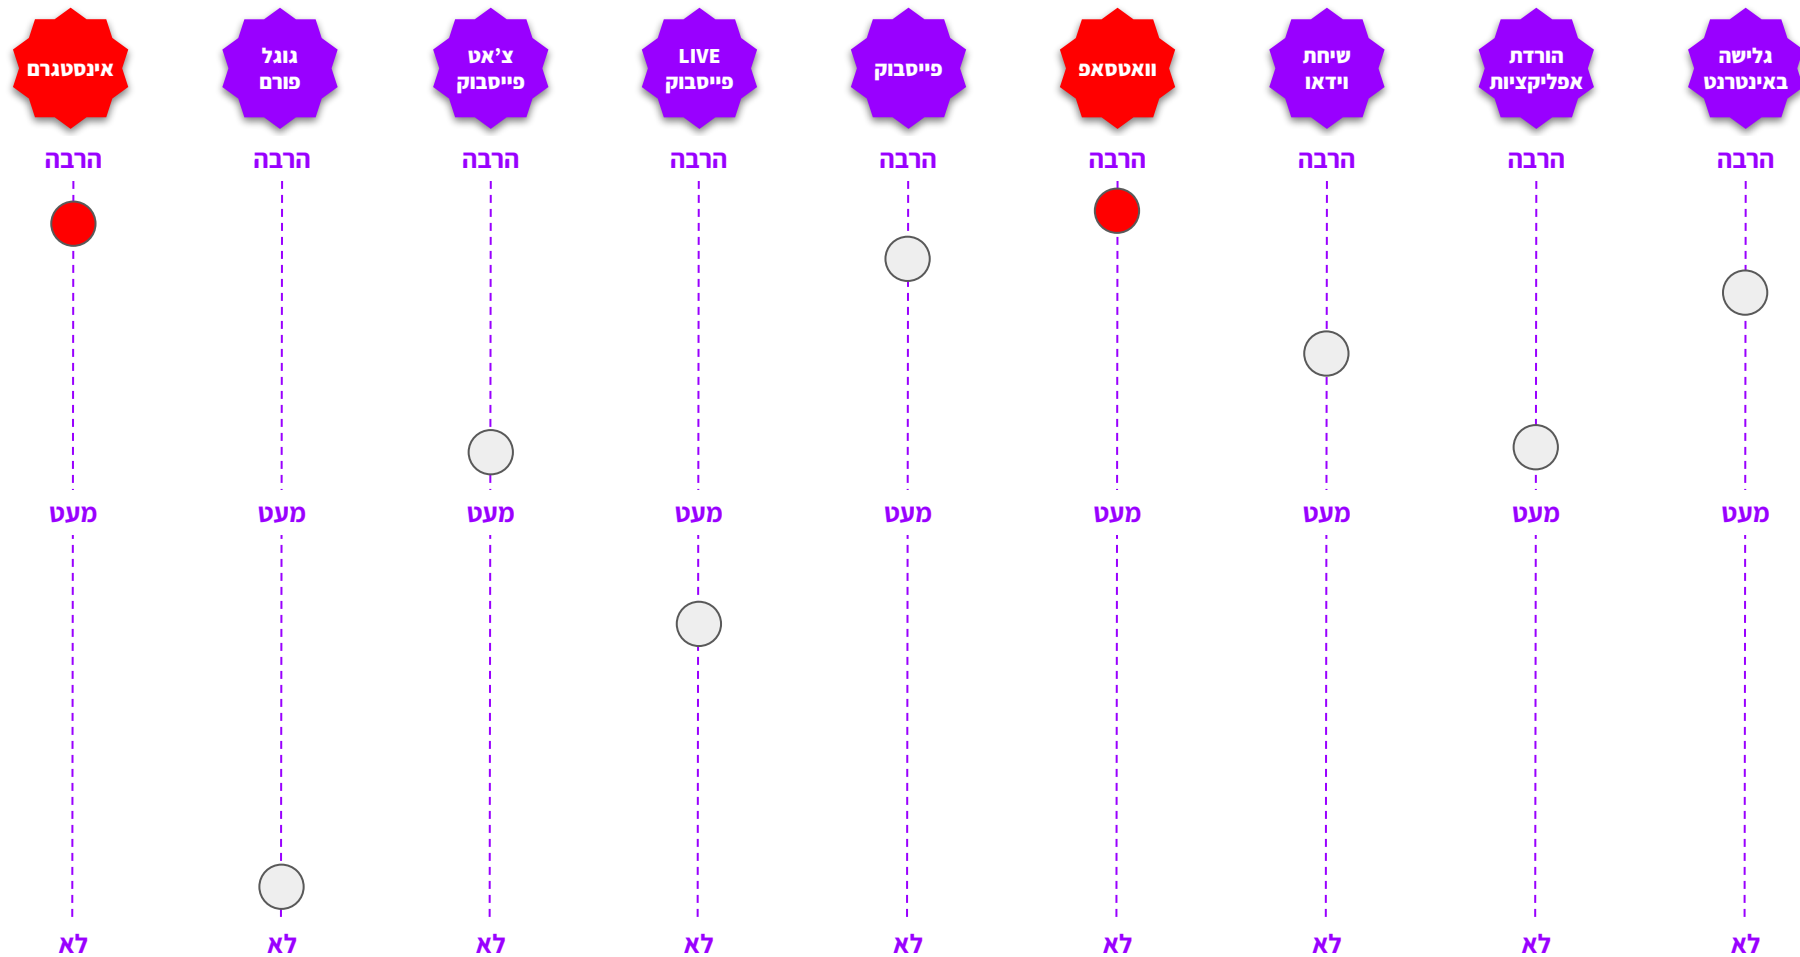 גלישה
באינטרנט
הורדת
אפליקציות
שיחת
וידאו
וואטסאפ
פייסבוק
LIVE
פייסבוק
צ'אט
פייסבוק
גוגל
פורם
אינסטגרם
הרבה הרבה הרבה הרבה הרבה הרבה הרבה הרבה הרבה
מעט מעט מעט מעט מעט מעט מעט מעט מעט
לא לא לא לא לא לא לא לא לא